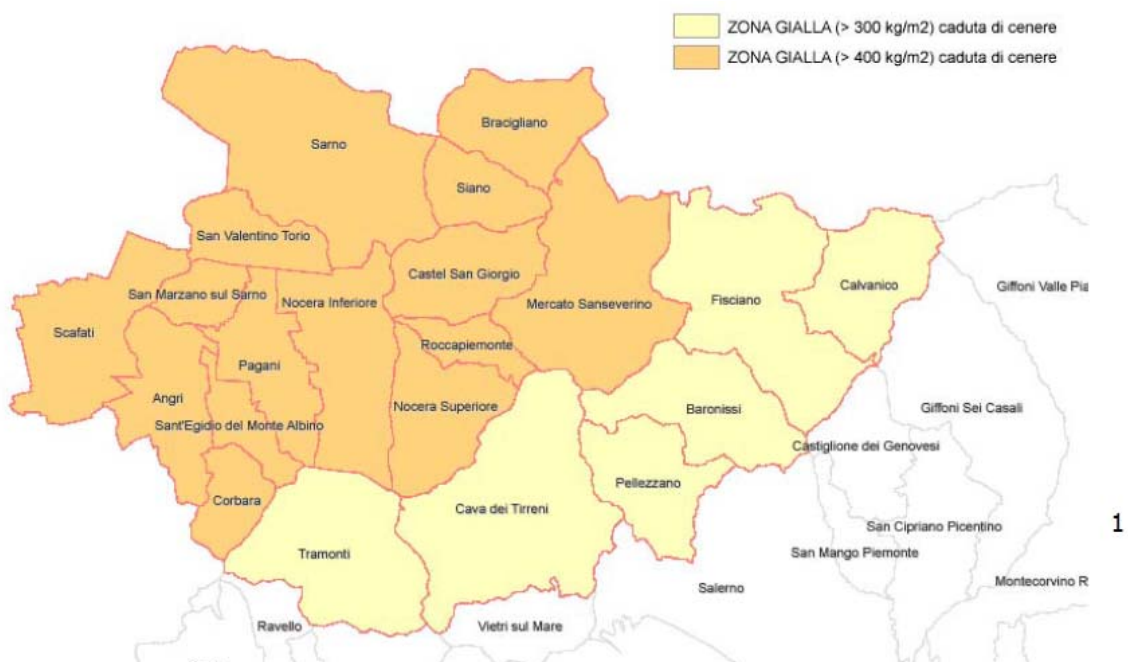 ZONA GIALLA (> 300 kg/m2) caduta di cenere
ZONA GIALLA (> 400 kg/m2) caduta di cenere
Bracigliano
Sarno
Siano
San Valentino Torio
Castel San Giorgio
Calvanico
Giffoni Valle Pia
San Marzano sul Sarno
Nocera Inferiore
Mercato Sanseverino
Fisciano
Scafati
Roccapiemonte
Pagani
Angri
Nocera Superiore
Baronissi
Giffoni Sei Casali
Sant'Egidio del Monte Albino
Castiglione dei Genovesi
Pellezzano
Corbara
Cava dei Tirreni
San Cipriano Picentino
1
Tramonti
San Mango Piemonte
Salerno
Montecorvino R
Ravello
Vietri sul Mare